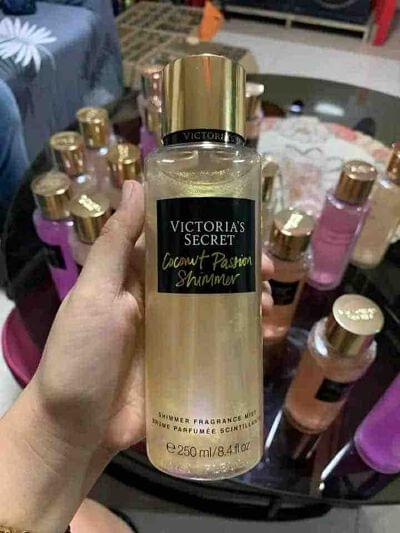 VICTORIA'S
VICTORIA'S
SECRET
Coconut Passion
Shimmer
SHIMMER FRAGRANCE MIST
BRUME PARFUMÉE SCINTILLANTE
e 250 ml/8.4 fl oz